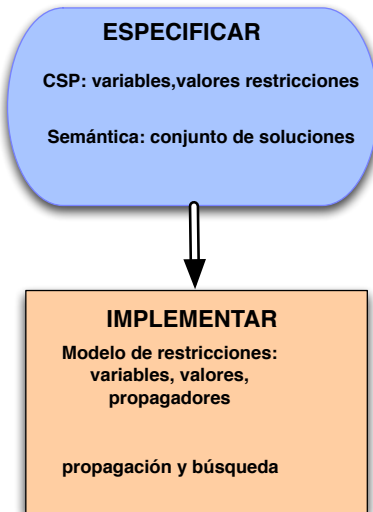 ESPECIFICAR
CSP: variables,valores restricciones
Semántica: conjunto de soluciones
IMPLEMENTAR
Modelo de restricciones:
variables, valores,
propagadores
propagación y búsqueda